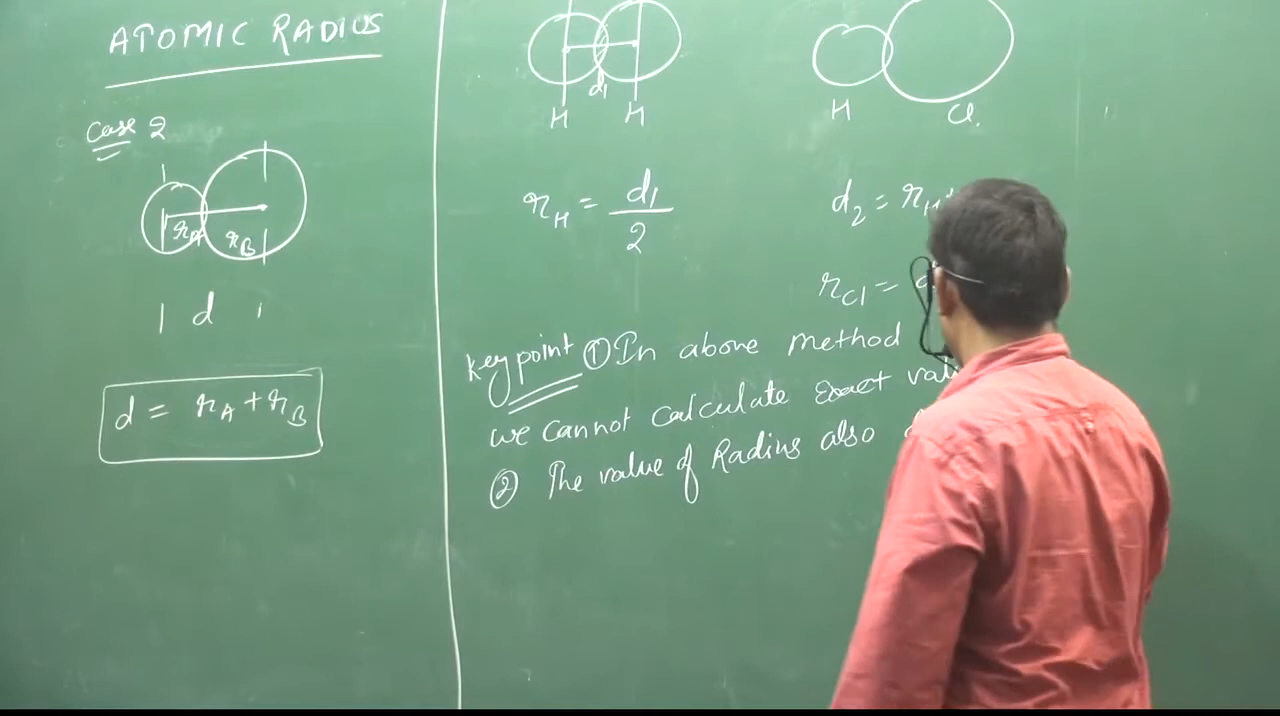 ATOMIC RADIUS
Case 2
rA rB
d
d = rA + rB
d1
H H
H Cl
rH = d1/2
d2 = rH
rCl =
Key point ① In above method
we cannot calculate exact
② The value of Radius also